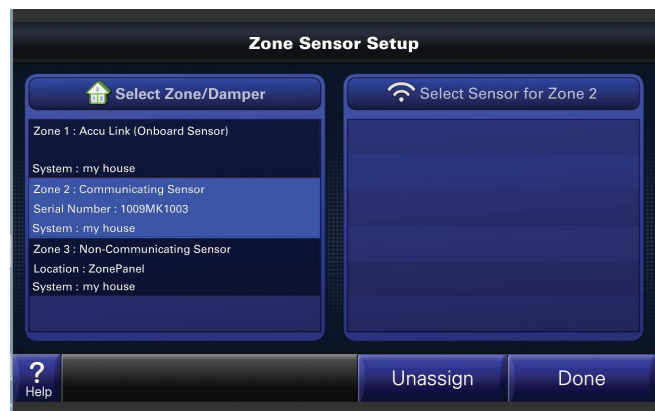 Zone Sensor Setup
Select Zone/Damper
Zone 1 : Accu Link (Onboard Sensor)
System : my house
Zone 2 : Communicating Sensor
Serial Number : 1009MK1003
System : my house
Zone 3 : Non-Communicating Sensor
Location : ZonePanel
System : my house
Select Sensor for Zone 2
?
Help
Unassign
Done